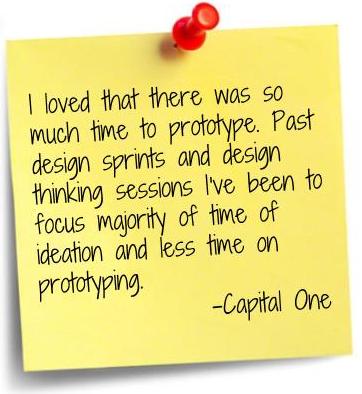 I loved that there was so
much time to prototype. Past
design sprints and design
thinking sessions I've been to
focus majority of time of
ideation and less time on
prototyping.
-Capital One